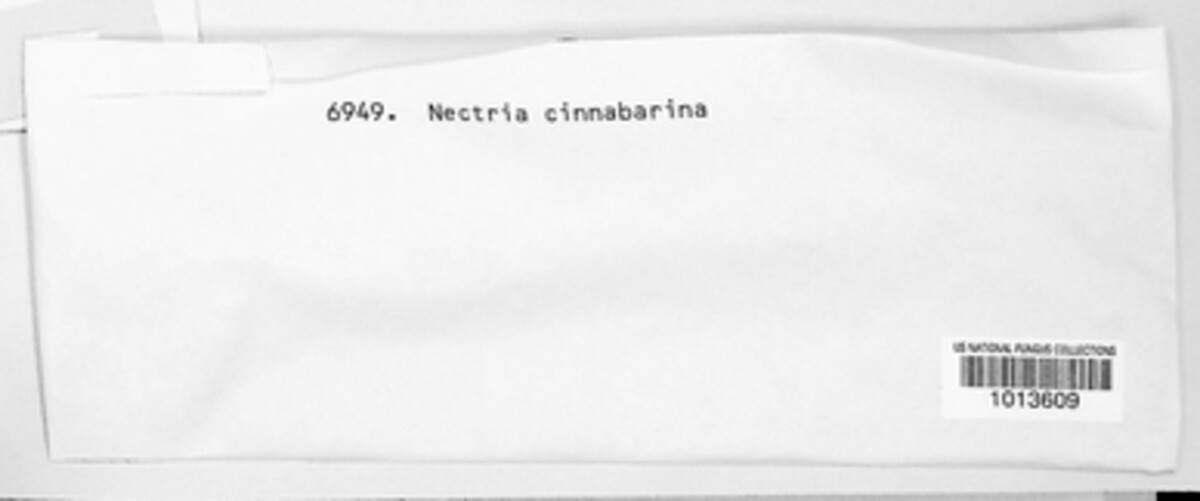 6949. Nectria cinnabarina
US NATIONAL FUNGUS COLLECTIONS
1013609